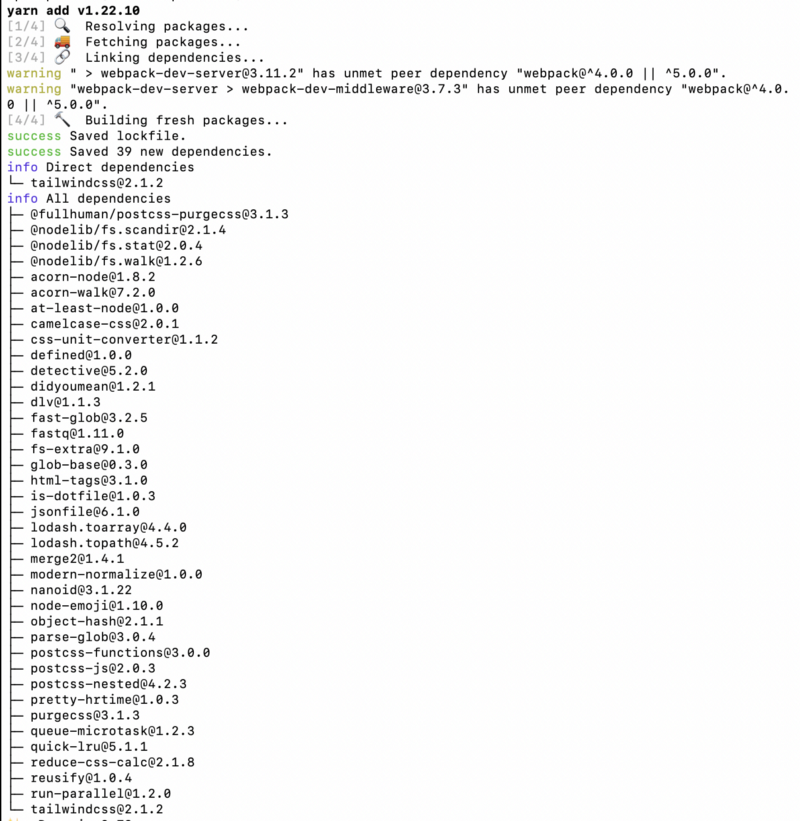 yarn add v1.22.10
[1/4] 🔍  Resolving packages...
[2/4] 🚚  Fetching packages...
[3/4] 🔗  Linking dependencies...
warning " > webpack-dev-server@3.11.2" has unmet peer dependency "webpack@^4.0.0 || ^5.0.0".
warning "webpack-dev-server > webpack-dev-middleware@3.7.3" has unmet peer dependency "webpack@^4.0.
0 || ^5.0.0".
[4/4] 🔨  Building fresh packages...
success Saved lockfile.
success Saved 39 new dependencies.
info Direct dependencies
└─ tailwindcss@2.1.2
info All dependencies
├─ @fullhuman/postcss-purgecss@3.1.3
├─ @nodelib/fs.scandir@2.1.4
├─ @nodelib/fs.stat@2.0.4
├─ @nodelib/fs.walk@1.2.6
├─ acorn-node@1.8.2
├─ acorn-walk@7.2.0
├─ at-least-node@1.0.0
├─ camelcase-css@2.0.1
├─ css-unit-converter@1.1.2
├─ defined@1.0.0
├─ detective@5.2.0
├─ didyoumean@1.2.1
├─ dlv@1.1.3
├─ fast-glob@3.2.5
├─ fastq@1.11.0
├─ fs-extra@9.1.0
├─ glob-base@0.3.0
├─ html-tags@3.1.0
├─ is-dotfile@1.0.3
├─ jsonfile@6.1.0
├─ lodash.toarray@4.4.0
├─ lodash.topath@4.5.2
├─ merge2@1.4.1
├─ modern-normalize@1.0.0
├─ nanoid@3.1.22
├─ node-emoji@1.10.0
├─ object-hash@2.1.1
├─ parse-glob@3.0.4
├─ postcss-functions@3.0.0
├─ postcss-js@2.0.3
├─ postcss-nested@4.2.3
├─ pretty-hrtime@1.0.3
├─ purgecss@3.1.3
├─ queue-microtask@1.2.3
├─ quick-lru@5.1.1
├─ reduce-css-calc@2.1.8
├─ reusify@1.0.4
├─ run-parallel@1.2.0
└─ tailwindcss@2.1.2